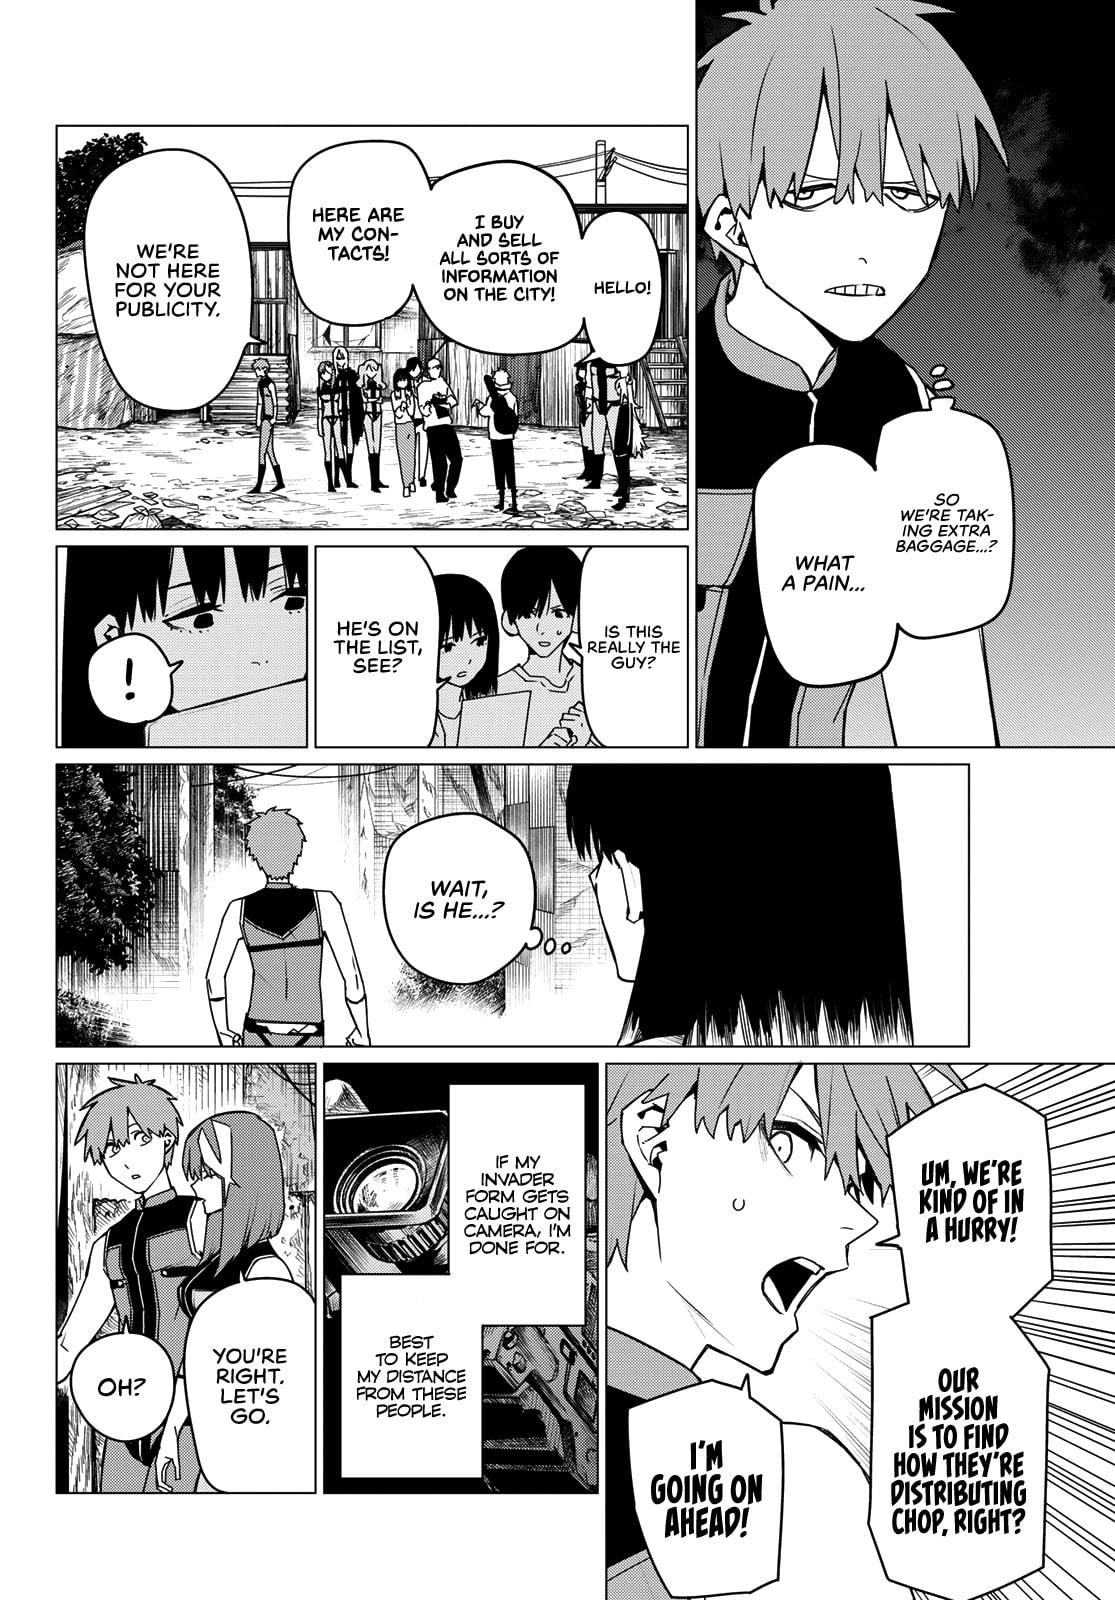 SO
WE'RE TAK-
ING EXTRA
BAGGAGE...?
WHAT
A PAIN...
HELLO!
I BUY
AND SELL
ALL SORTS OF
INFORMATION
ON THE CITY!
HERE ARE
MY CON-
TACTS!
WE'RE
NOT HERE
FOR YOUR
PUBLICITY.
IS THIS
REALLY THE
GUY?
HE'S ON
THE LIST,
SEE?
!
WAIT,
IS HE...?
UM, WE'RE
KIND OF IN
A HURRY!
OUR
MISSION
IS TO FIND
HOW THEY'RE
DISTRIBUTING
CHOP, RIGHT?
I'M
GOING ON
AHEAD!
IF MY
INVADER
FORM GETS
CAUGHT ON
CAMERA, I'M
DONE FOR.
BEST
TO KEEP
MY DISTANCE
FROM THESE
PEOPLE.
YOU'RE
RIGHT.
LET'S
GO.
OH?